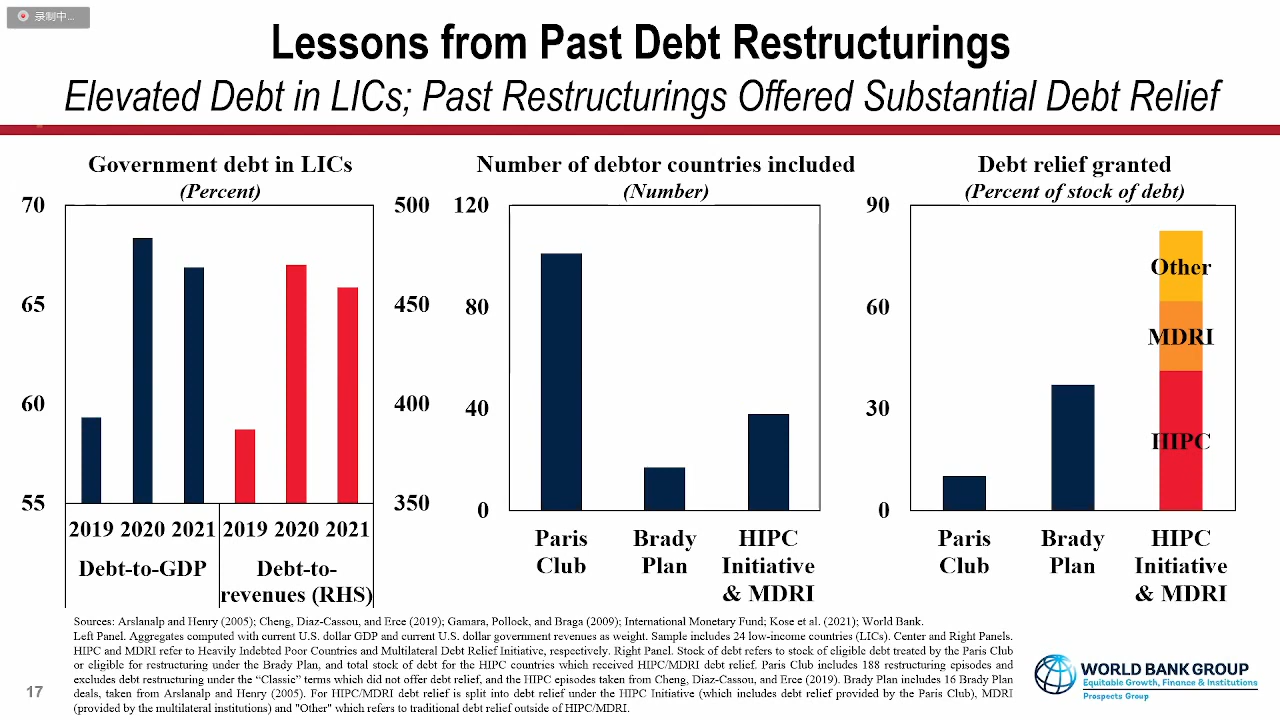 录制中...
Lessons from Past Debt Restructurings
Elevated Debt in LICs; Past Restructurings Offered Substantial Debt Relief
Government debt in LICs
(Percent)
70
65
60
55
500
450
400
350
2019 2020 2021 2019 2020 2021
Debt-to-GDP
Debt-to-
revenues (RHS)
Number of debtor countries included
(Number)
120
80
40
0
Paris
Club
Brady
Plan
HIPC
Initiative
& MDRI
Debt relief granted
(Percent of stock of debt)
90
60
30
0
Other
MDRI
HIPC
Paris
Club
Brady
Plan
HIPC
Initiative
& MDRI
Sources: Arslanalp and Henry (2005); Cheng, Diaz-Cassou, and Erce (2019); Gamara, Pollock, and Braga (2009); International Monetary Fund; Kose et al. (2021); World Bank.
Left Panel. Aggregates computed with current U.S. dollar GDP and current U.S. dollar government revenues as weight. Sample includes 24 low-income countries (LICs). Center and Right Panels.
HIPC and MDRI refer to Heavily Indebted Poor Countries and Multilateral Debt Relief Initiative, respectively. Right Panel. Stock of debt refers to stock of eligible debt treated by the Paris Club
or eligible for restructuring under the Brady Plan, and total stock of debt for the HIPC countries which received HIPC/MDRI debt relief. Paris Club includes 188 restructuring episodes and
excludes debt restructuring under the “Classic” terms which did not offer debt relief, and the HIPC episodes taken from Cheng, Diaz-Cassou, and Erce (2019). Brady Plan includes 16 Brady Plan
deals, taken from Arslanalp and Henry (2005). For HIPC/MDRI debt relief is split into debt relief under the HIPC Initiative (which includes debt relief provided by the Paris Club), MDRI
(provided by the multilateral institutions) and "Other" which refers to traditional debt relief outside of HIPC/MDRI.
17
WORLD BANK GROUP
Equitable Growth, Finance & Institutions
Prospects Group